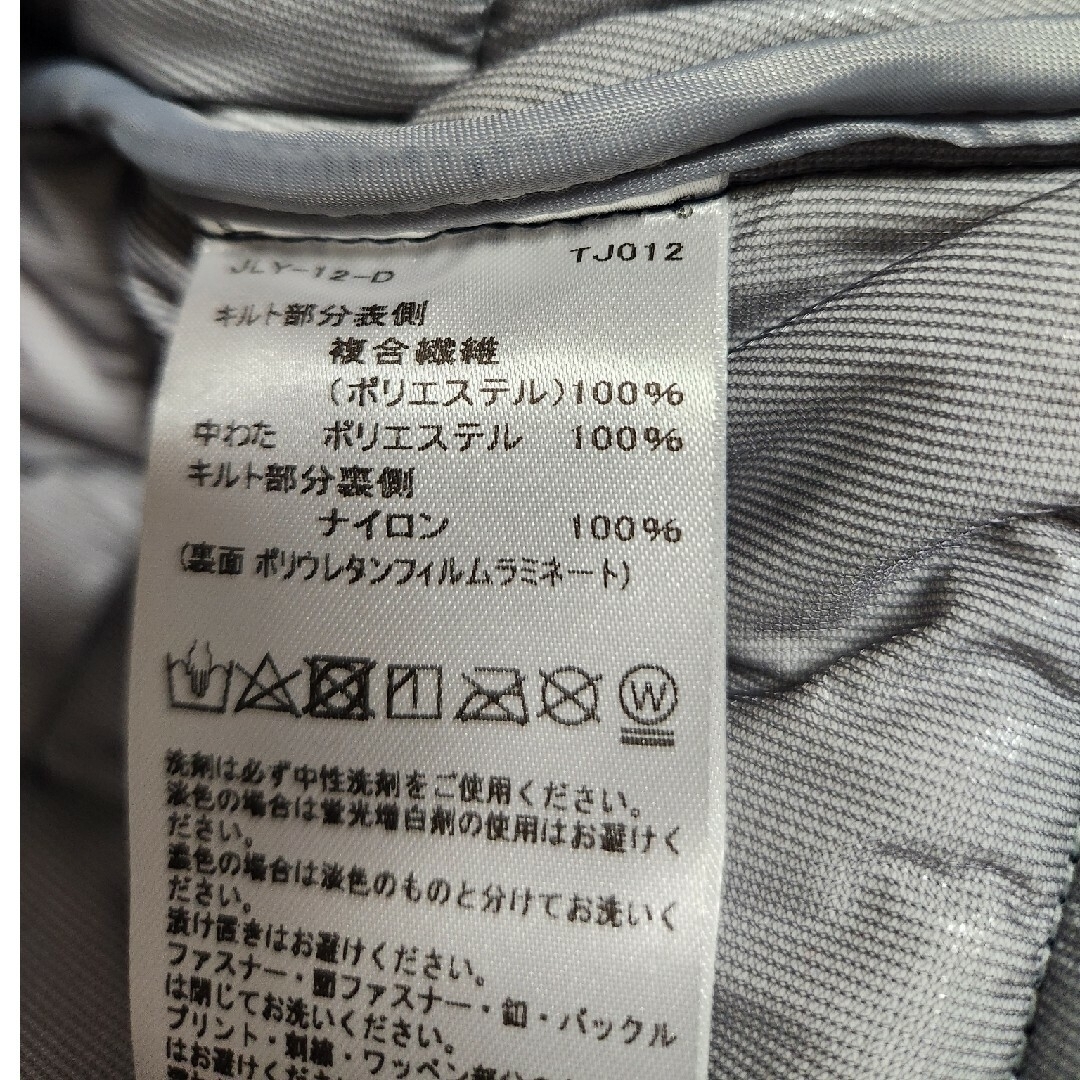 JLY-12-D TJ012
キルト部分表側
複合繊維
(ポリエステル)100%
中わた ポリエステル 100%
キルト部分裏側
ナイロン 100%
(裏面 ポリウレタンフィルムラミネート)
W
洗剤は必ず中性洗剤をご使用ください。
淡色の場合は蛍光増白剤の使用はお避けく
ださい。
濃色の場合は淡色のものと分けてお洗いく
ださい。
漬け置きはお避けください。
ファスナー・面ファスナー・釦・バックル
は閉じてお洗いください。
プリント・刺繍・ワッペン部分の
はお避けくださ